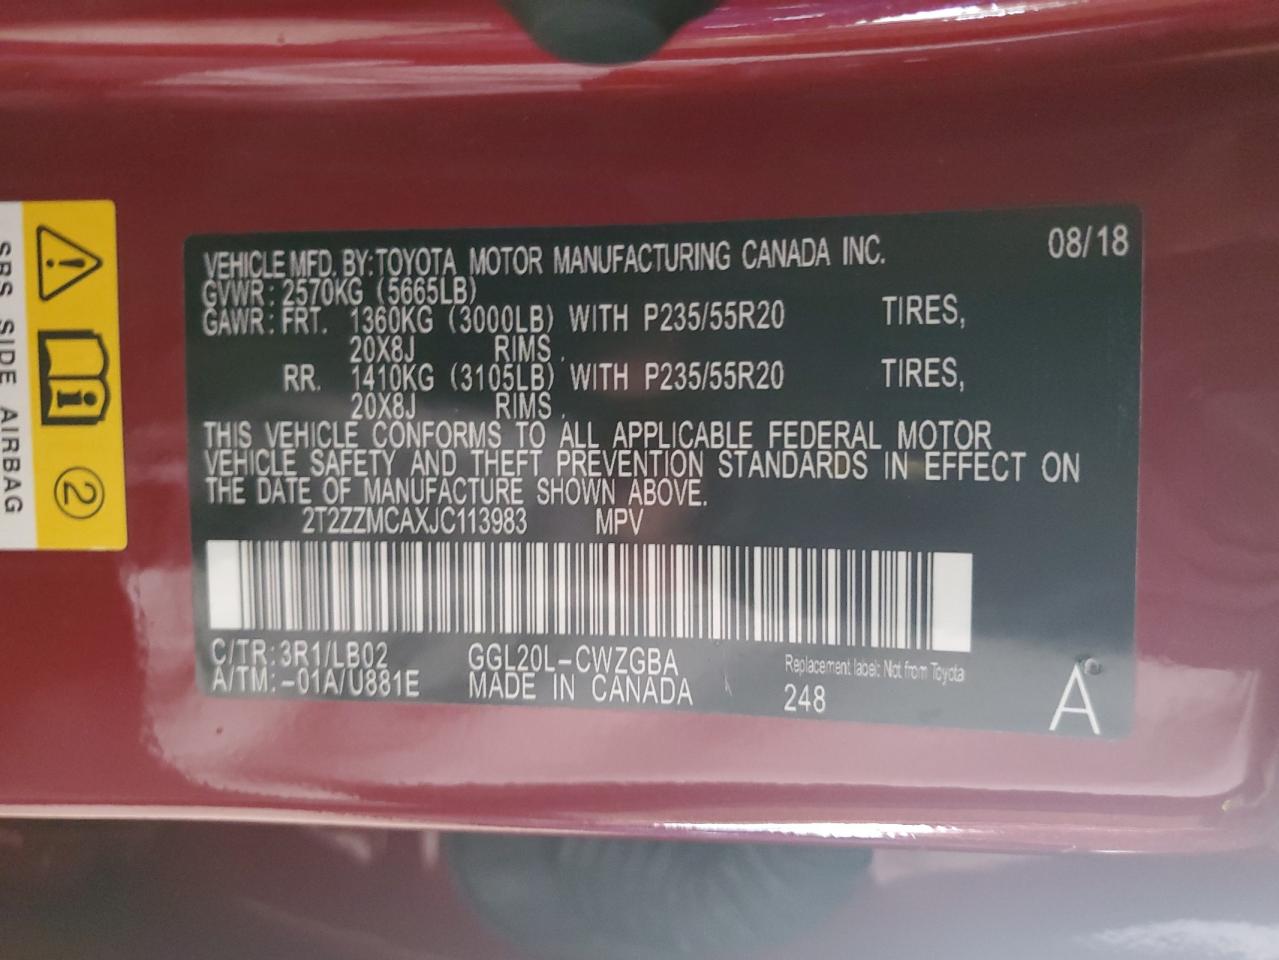 VEHICLE MFD. BY: TOYOTA MOTOR MANUFACTURING CANADA INC. 08/18
GVWR: 2570KG (5665LB)
GAWR: FRT. 1360KG (3000LB) WITH P235/55R20 TIRES,
20X8J RIMS.
RR. 1410KG (3105LB) WITH P235/55R20 TIRES,
20X8J RIMS.
THIS VEHICLE CONFORMS TO ALL APPLICABLE FEDERAL MOTOR
VEHICLE SAFETY AND THEFT PREVENTION STANDARDS IN EFFECT ON
THE DATE OF MANUFACTURE SHOWN ABOVE.
2T2ZZMCAXJC113983 MPV
C/TR: 3R1/LB02 GGL20L-CWZGBA Replacement label: Not from Toyota
A/TM: -01A/U881E MADE IN CANADA 248 A
SRS SIDE AIRBAG
2